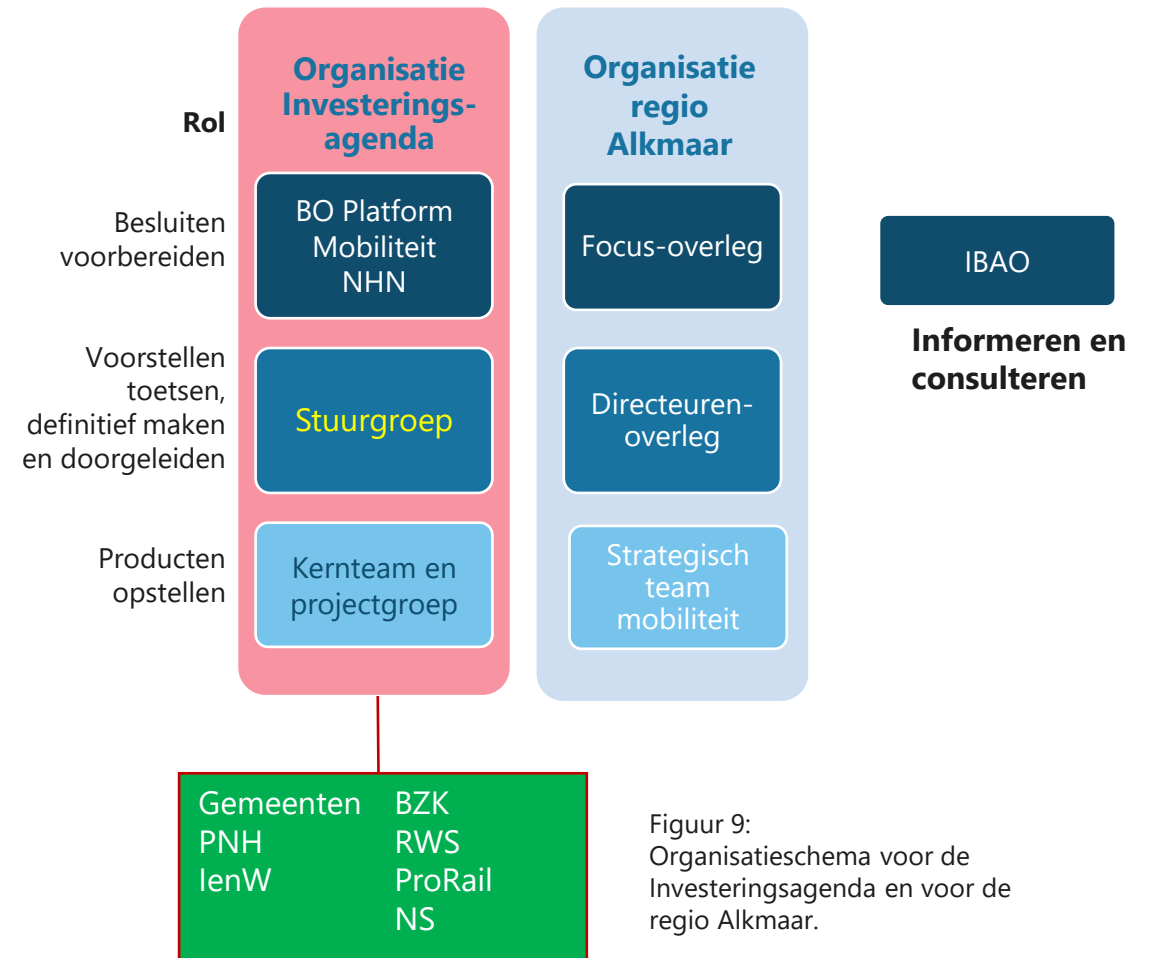 Rol
Organisatie
Investerings-
agenda
Organisatie
regio
Alkmaar
Besluiten
voorbereiden
BO Platform
Mobiliteit
NHN
Focus-overleg
IBAO
Informeren en
consulteren
Voorstellen
toetsen,
definitief maken
en doorgeleiden
Stuurgroep
Directeuren-
overleg
Producten
opstellen
Kernteam en
projectgroep
Strategisch
team
mobiliteit
Gemeenten
PNH
IenW
BZK
RWS
ProRail
NS
Figuur 9:
Organisatieschema voor de
Investeringsagenda en voor de
regio Alkmaar.